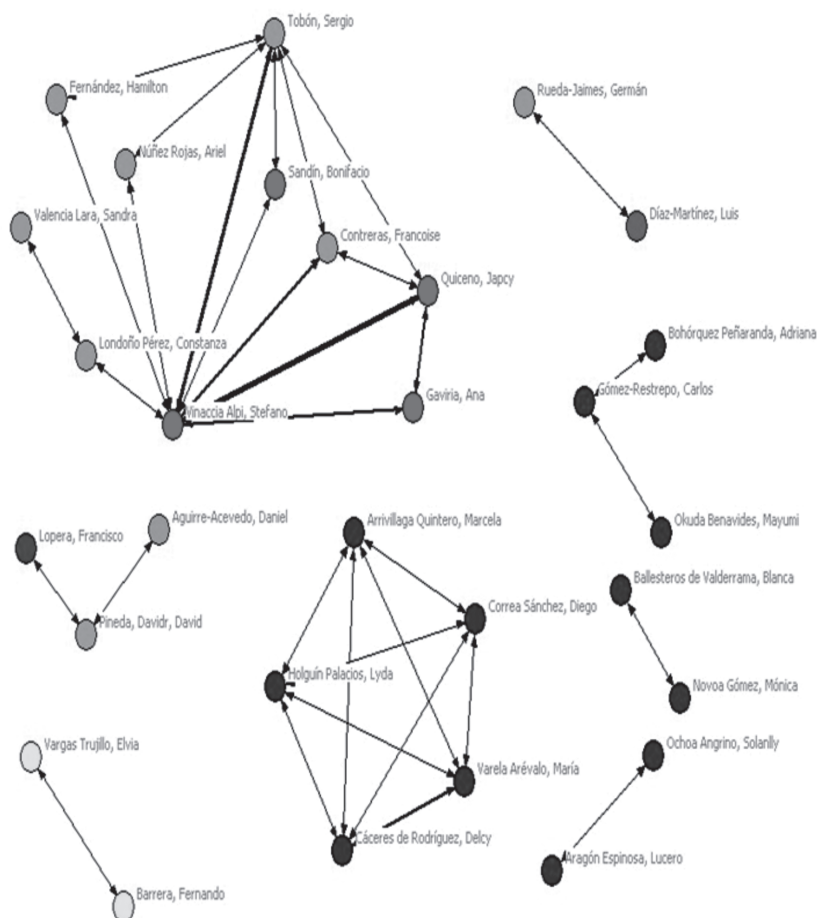 Tobón, Sergio
Fernández, Hamilton
Rueda-Jaimes, Germán
Núñez Rojas, Ariel
Sandín, Bonifacio
Valencia Lara, Sandra
Díaz-Martínez, Luis
Contreras, Francoise
Quiceno, Japcy
Bohórquez Peñaranda, Adriana
Londoño Pérez, Constanza
Gómez-Restrepo, Carlos
Gaviria, Ana
Vinaccia Alpi, Stefano
Aguirre-Acevedo, Daniel
Arrivillaga Quintero, Marcela
Okuda Benavides, Mayumi
Lopera, Francisco
Ballesteros de Valderrama, Blanca
Correa Sánchez, Diego
Pineda, Davidr, David
Holguín Palacios, Lyda
Novoa Gómez, Mónica
Vargas Trujillo, Elvia
Ochoa Angrino, Solanlly
Varela Arévalo, María
Cáceres de Rodríguez, Delcy
Aragón Espinosa, Lucero
Barrera, Fernando